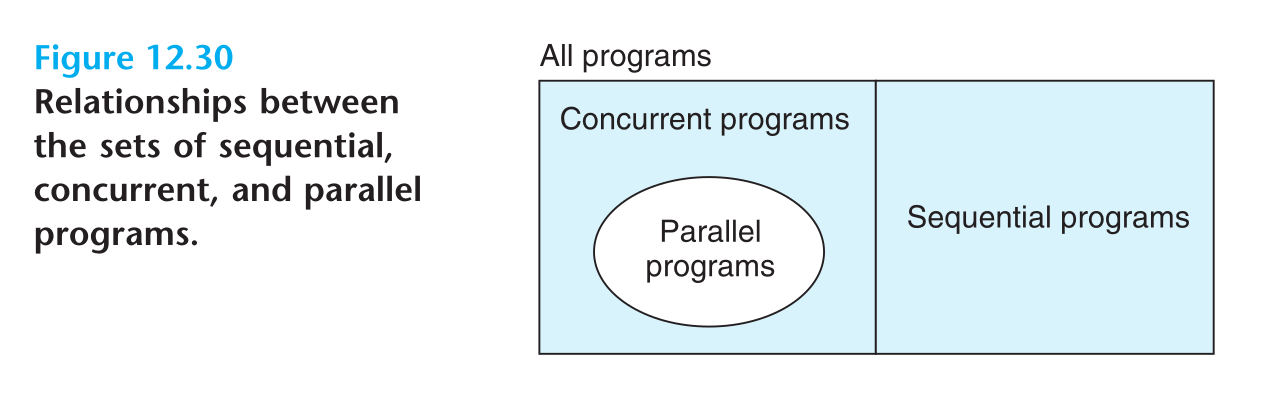 Figure 12.30
Relationships between
the sets of sequential,
concurrent, and parallel
programs.
All programs
Concurrent programs
Parallel
programs
Sequential programs